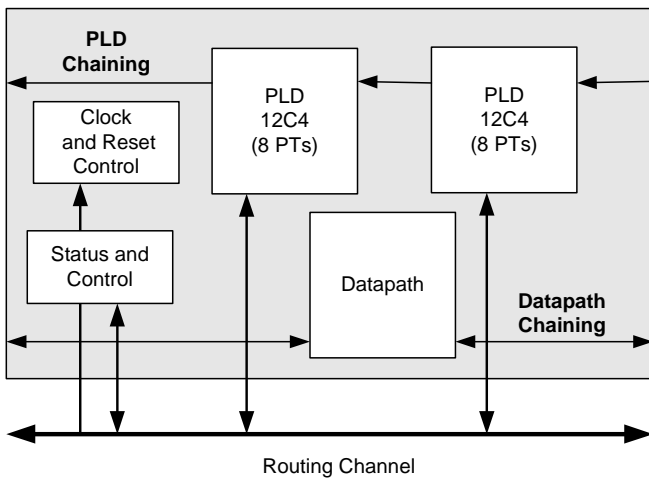 PLD
Chaining
PLD
12C4
(8 PTs)
PLD
12C4
(8 PTs)
Clock
and Reset
Control
Status and
Control
Datapath
Datapath
Chaining
Routing Channel